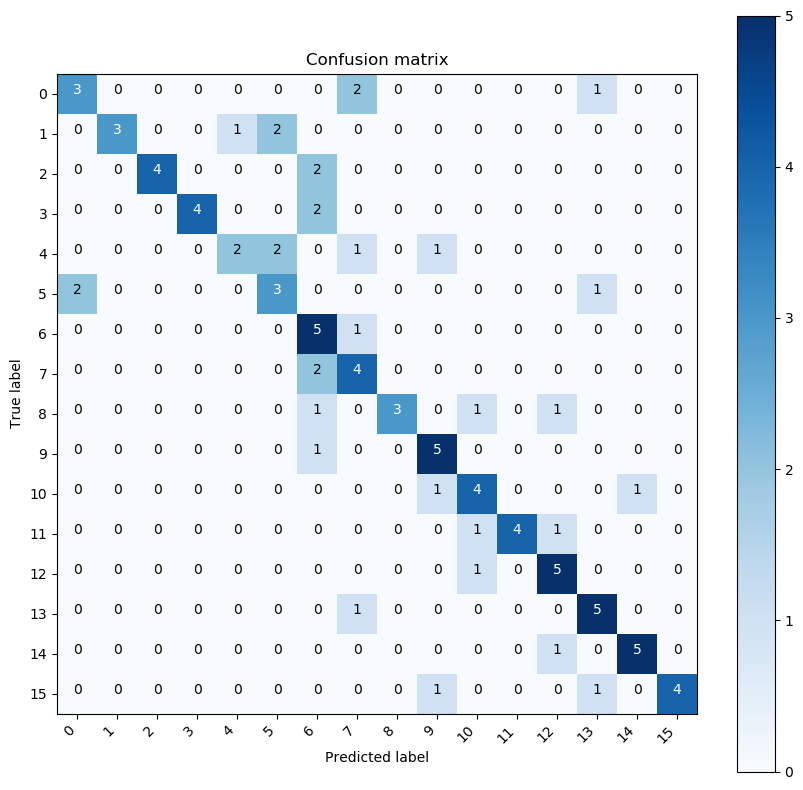 Confusion matrix
True label
0 3 0 0 0 0 0 0 2 0 0 0 0 0 1 0 0
1 0 3 0 0 1 2 0 0 0 0 0 0 0 0 0 0
2 0 0 4 0 0 0 2 0 0 0 0 0 0 0 0 0
3 0 0 0 4 0 0 2 0 0 0 0 0 0 0 0 0
4 0 0 0 0 2 2 0 1 0 1 0 0 0 0 0 0
5 2 0 0 0 0 3 0 0 0 0 0 0 0 1 0 0
6 0 0 0 0 0 0 5 1 0 0 0 0 0 0 0 0
7 0 0 0 0 0 0 2 4 0 0 0 0 0 0 0 0
8 0 0 0 0 0 0 1 0 3 0 1 0 1 0 0 0
9 0 0 0 0 0 0 1 0 0 5 0 0 0 0 0 0
10 0 0 0 0 0 0 0 0 0 1 4 0 0 0 1 0
11 0 0 0 0 0 0 0 0 0 0 1 4 1 0 0 0
12 0 0 0 0 0 0 0 0 0 0 1 0 5 0 0 0
13 0 0 0 0 0 0 0 1 0 0 0 0 0 5 0 0
14 0 0 0 0 0 0 0 0 0 0 0 0 1 0 5 0
15 0 0 0 0 0 0 0 0 0 1 0 0 0 1 0 4
0 1 2 3 4 5 6 7 8 9 10 11 12 13 14 15
Predicted label
5
4
3
2
1
0